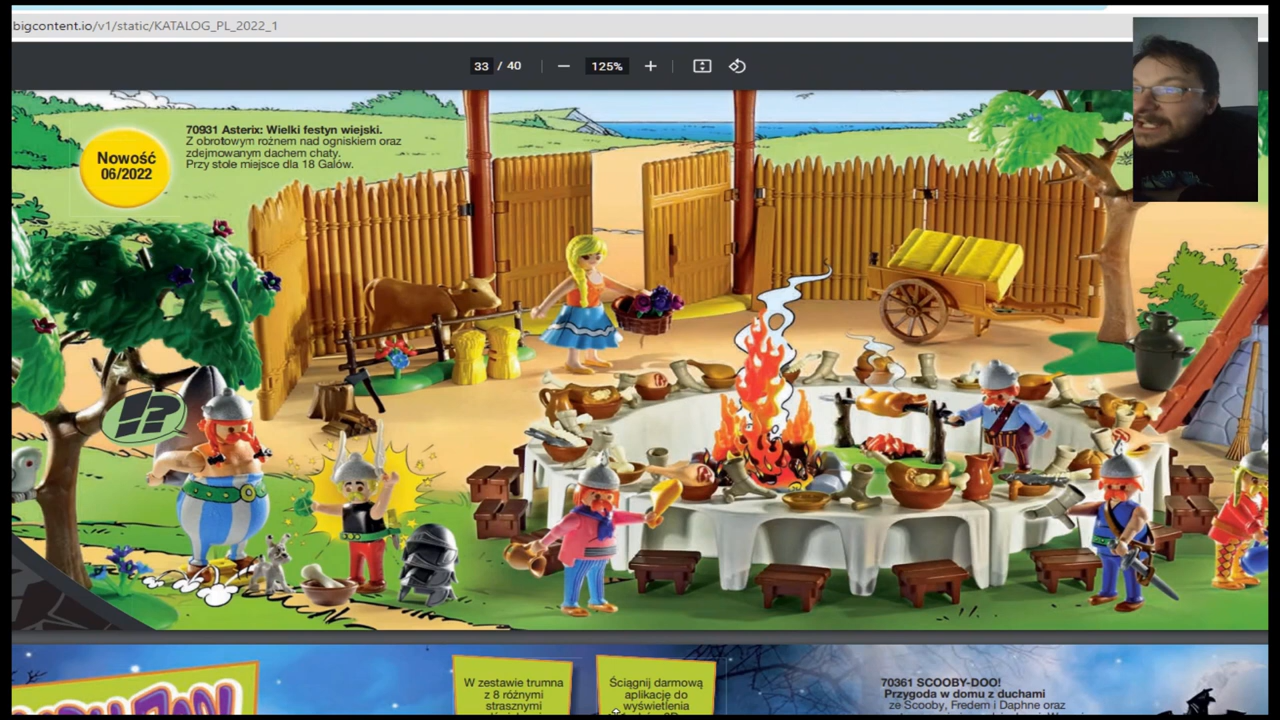 bigcontent.io/v1/static/KATALOG_PL_2022_1
33 / 40
125%
Nowość
06/2022
70931 Asterix: Wielki festyn wiejski.
Z obrotowym rożnem nad ogniskiem oraz
zdejmowanym dachem chaty.
Przy stole miejsce dla 18 Galów.
!?
W zestawie trumna
z 8 różnymi
strasznymi
Ściągnij darmową
aplikację do
wyświetlenia
70361 SCOOBY-DOO!
Przygoda w domu z duchami
ze Scooby, Fredem i Daphne oraz